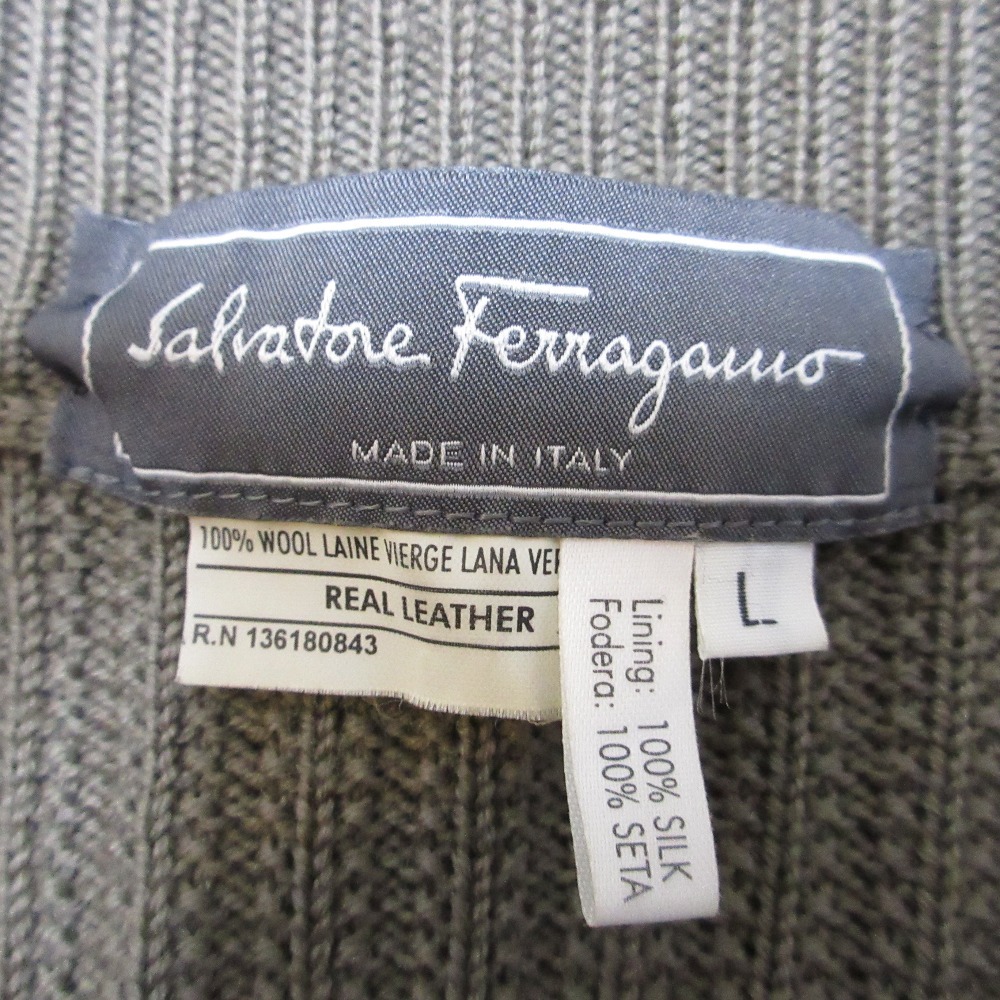 Salvatore Ferragamo
MADE IN ITALY
100% WOOL LAINE VIERGE LANA VER
REAL LEATHER
R.N 136180843
Lining: 100% SILK
Fodera: 100% SETA
L